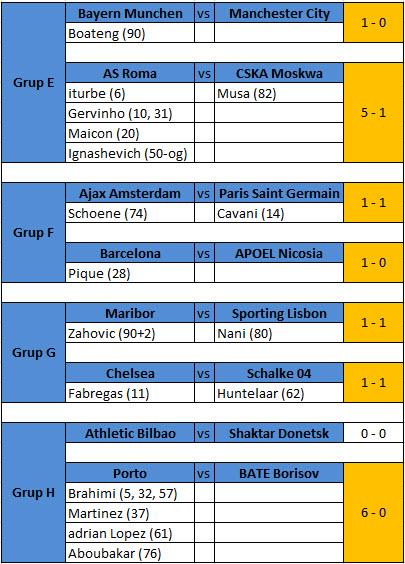 Grup E
Bayern Munchen vs Manchester City 1 - 0
Boateng (90)
AS Roma vs CSKA Moskwa 5 - 1
iturbe (6) Musa (82)
Gervinho (10, 31)
Maicon (20)
Ignashevich (50-og)
Grup F
Ajax Amsterdam vs Paris Saint Germain 1 - 1
Schoene (74) Cavani (14)
Barcelona vs APOEL Nicosia 1 - 0
Pique (28)
Grup G
Maribor vs Sporting Lisbon 1 - 1
Zahovic (90+2) Nani (80)
Chelsea vs Schalke 04 1 - 1
Fabregas (11) Huntelaar (62)
Grup H
Athletic Bilbao vs Shaktar Donetsk 0 - 0
Porto vs BATE Borisov 6 - 0
Brahimi (5, 32, 57)
Martinez (37)
adrian Lopez (61)
Aboubakar (76)